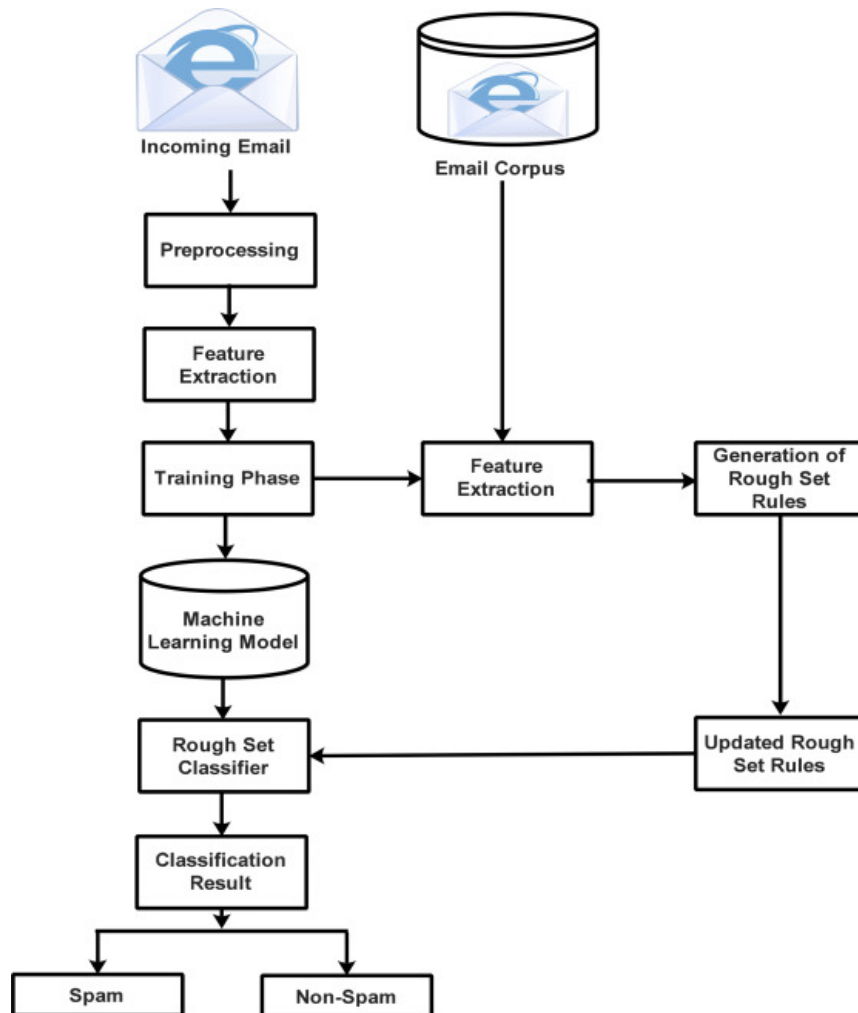 Incoming Email
Email Corpus
Preprocessing
Feature
Extraction
Training Phase
Feature
Extraction
Generation of
Rough Set
Rules
Machine
Learning Model
Rough Set
Classifier
Updated Rough
Set Rules
Classification
Result
Spam
Non-Spam